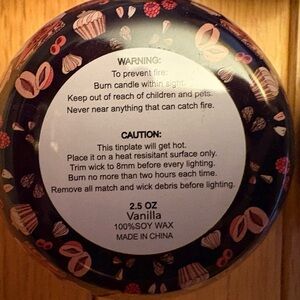 WARNING:
To prevent fire.
Burn candle within sight.
Keep out of reach of children and pets.
Never near anything that can catch fire.
CAUTION:
This tinplate will get hot.
Place it on a heat resisitant surface only.
Trim wick to 8mm before every lighting.
Burn no more than two hours each time.
Remove all match and wick debris before lighting.
2.5 OZ
Vanilla
100%SOY WAX
MADE IN CHINA